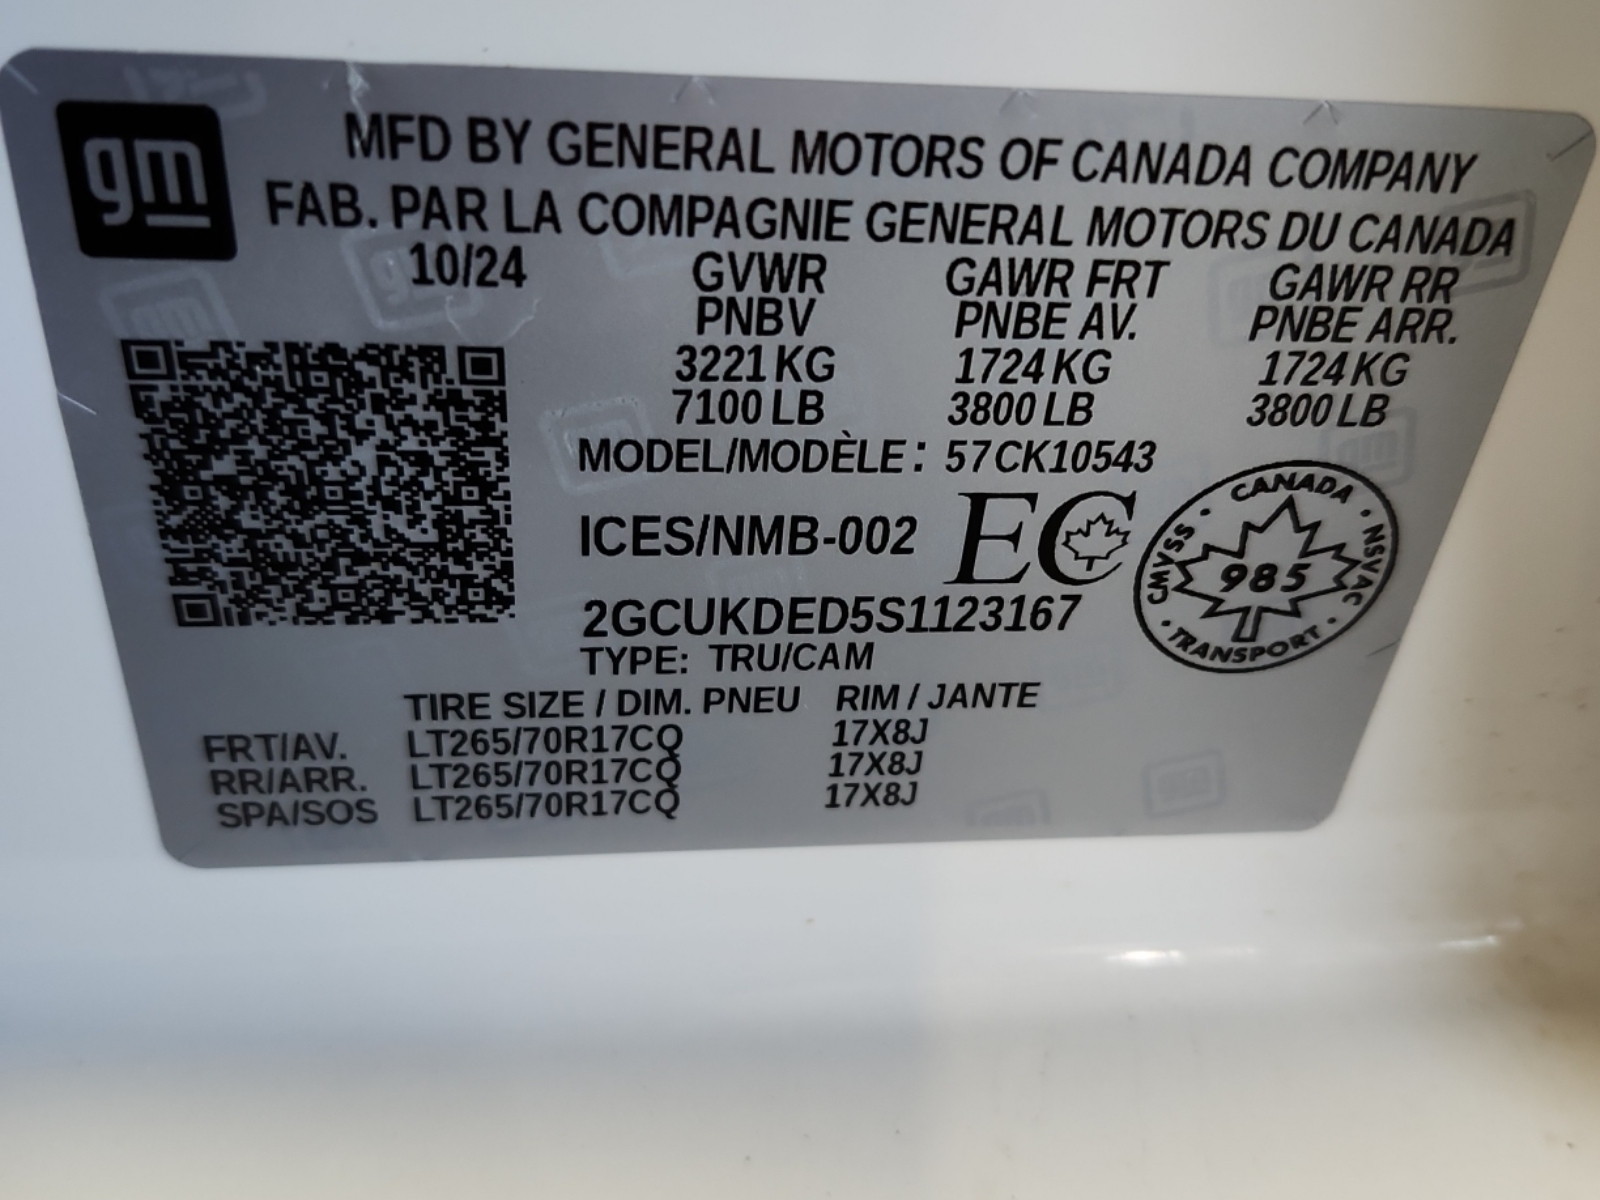 gm
MFD BY GENERAL MOTORS OF CANADA COMPANY
FAB. PAR LA COMPAGNIE GENERAL MOTORS DU CANADA
10/24 GVWR GAWR FRT GAWR RR
PNBV PNBE AV. PNBE ARR.
3221 KG 1724 KG 1724 KG
7100 LB 3800 LB 3800 LB
MODEL/MODÈLE: 57CK10543
ICES/NMB-002 EC
CANADA • NSVAC • TRANSPORT • CMVSS •
985
2GCUKDED5S1123167
TYPE: TRU/CAM
TIRE SIZE / DIM. PNEU RIM / JANTE
FRT/AV. LT265/70R17CQ 17X8J
RR/ARR. LT265/70R17CQ 17X8J
SPA/SOS LT265/70R17CQ 17X8J